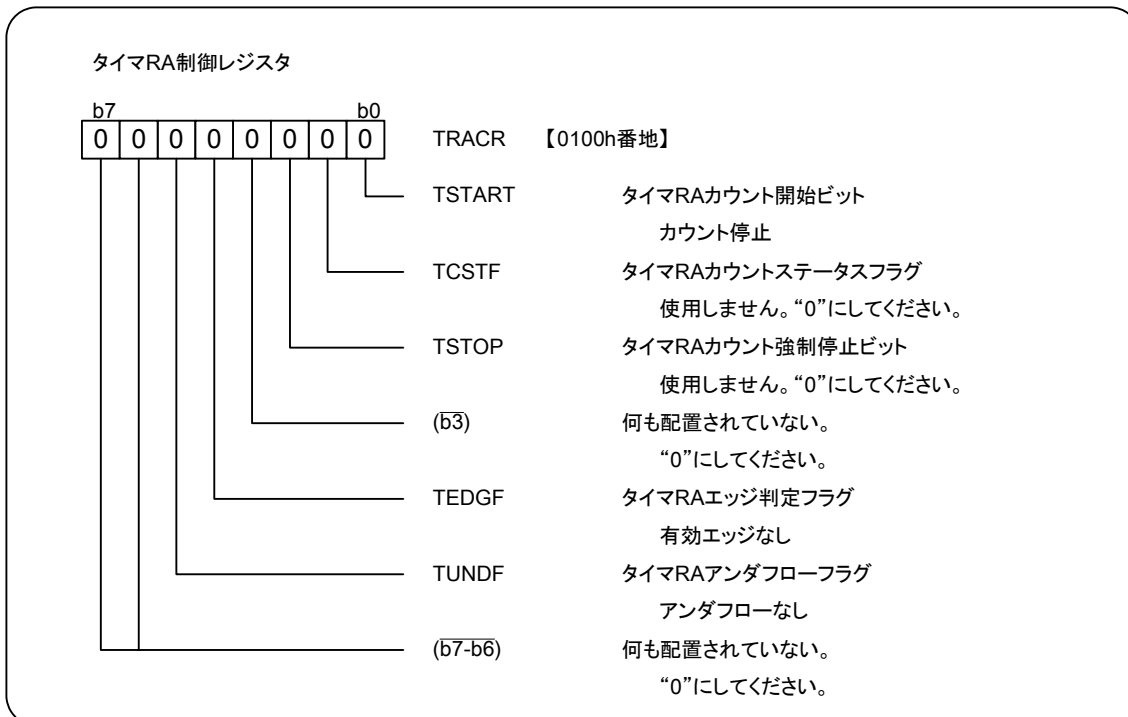 タイマRA制御レジスタ
b7 b0
0 0 0 0 0 0 0 0 TRACR 【0100h番地】
TSTART タイマRAカウント開始ビット
カウント停止
TCSTF タイマRAカウントステータスフラグ
使用しません。“0”にしてください。
TSTOP タイマRAカウント強制停止ビット
使用しません。“0”にしてください。
(b3) 何も配置されていない。
“0”にしてください。
TEDGF タイマRAエッジ判定フラグ
有効エッジなし
TUNDF タイマRAアンダフローフラグ
アンダフローなし
(b7-b6) 何も配置されていない。
“0”にしてください。